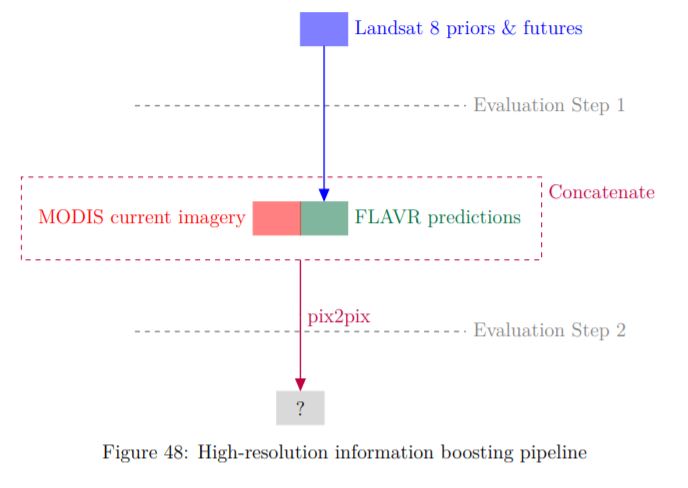 Landsat 8 priors & futures
Evaluation Step 1
Concatenate
MODIS current imagery FLAVR predictions
pix2pix
Evaluation Step 2
?
Figure 48: High-resolution information boosting pipeline